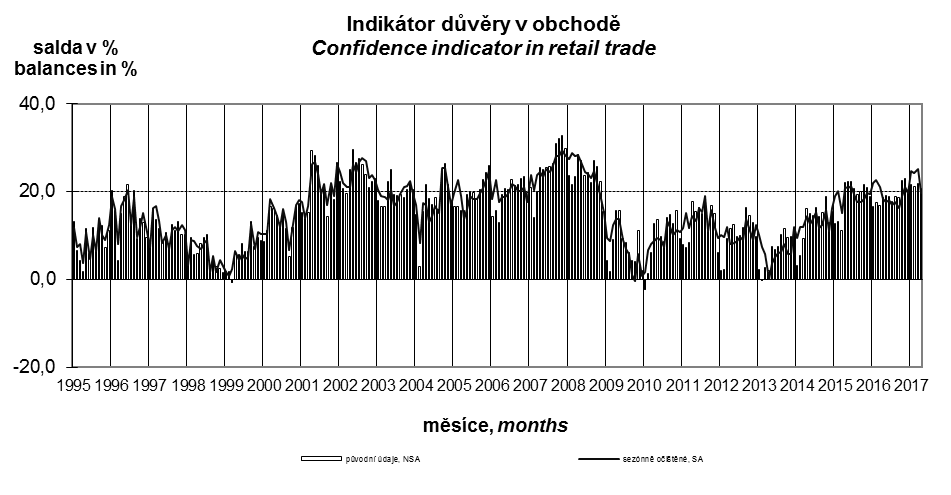 Indikátor důvěry v obchodě
Confidence indicator in retail trade
salda v %
balances in %
40,0
20,0
0,0
-20,0
1995 1996 1997 1998 1999 2000 2001 2002 2003 2004 2005 2006 2007 2008 2009 2010 2011 2012 2013 2014 2015 2016 2017
měsíce, months
původní údaje, NSA
sezónně očištěné, SA